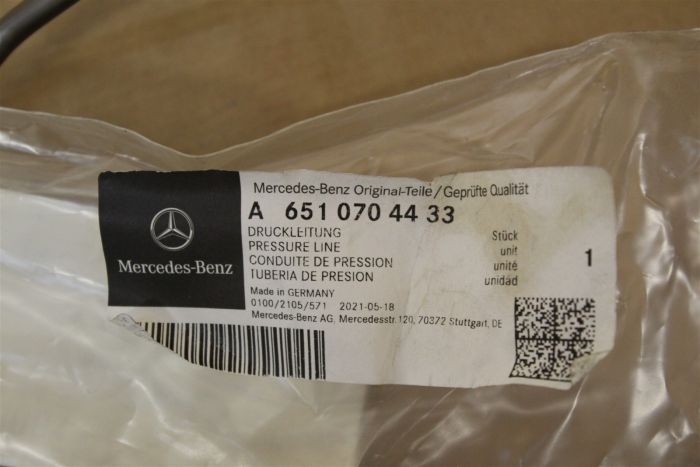 Mercedes-Benz Original-Teile/Geprüfte Qualität
A 651 070 44 33
DRUCKLEITUNG
PRESSURE LINE
CONDUITE DE PRESSION
TUBERIA DE PRESION
Stück
unit
unité
unidad
1
Mercedes-Benz
Made in GERMANY
0100/2105/571 2021-05-18
Mercedes-Benz AG, Mercedesstr.120, 70372 Stuttgart, DE